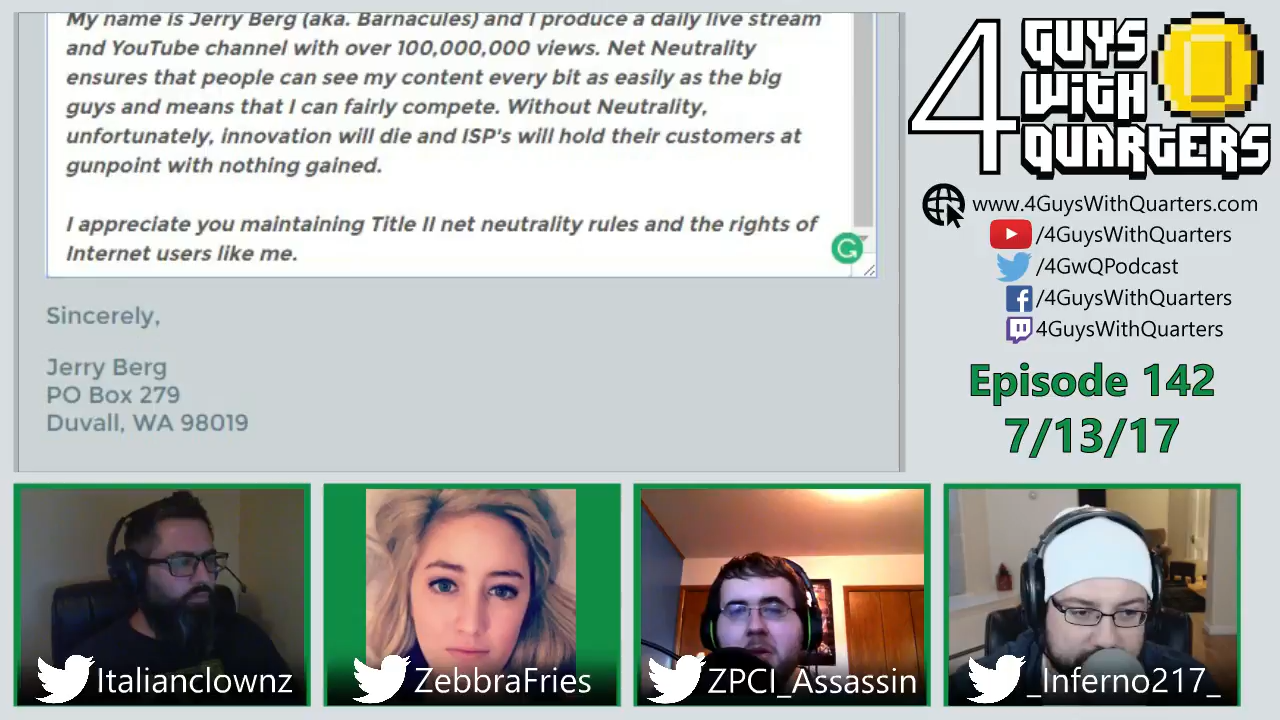 My name is Jerry Berg (aka. Barnacules) and I produce a daily live stream
and YouTube channel with over 100,000,000 views. Net Neutrality
ensures that people can see my content every bit as easily as the big
guys and means that I can fairly compete. Without Neutrality,
unfortunately, innovation will die and ISP's will hold their customers at
gunpoint with nothing gained.
I appreciate you maintaining Title II net neutrality rules and the rights of
Internet users like me.
Sincerely,
Jerry Berg
PO Box 279
Duvall, WA 98019
4 GUYS
WITH
QUARTERS
www.4GuysWithQuarters.com
/4GuysWithQuarters
/4GwQPodcast
/4GuysWithQuarters
4GuysWithQuarters
Episode 142
7/13/17
Italianclownz
ZebbraFries
ZPCI_Assassin
_Inferno217_